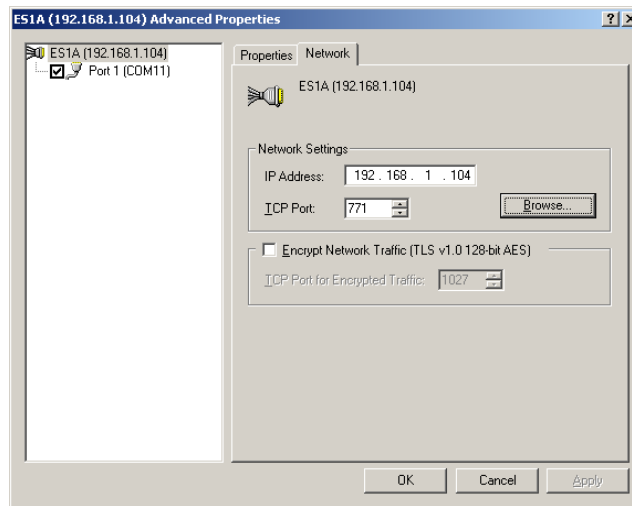 ES1A (192.168.1.104) Advanced Properties
ES1A (192.168.1.104)
Port 1 (COM11)
Properties Network
ES1A (192.168.1.104)
Network Settings
IP Address: 192 . 168 . 1 . 104
TCP Port: 771 Browse...
Encrypt Network Traffic (TLS v1.0 128-bit AES)
TCP Port for Encrypted Traffic: 1027
OK Cancel Apply